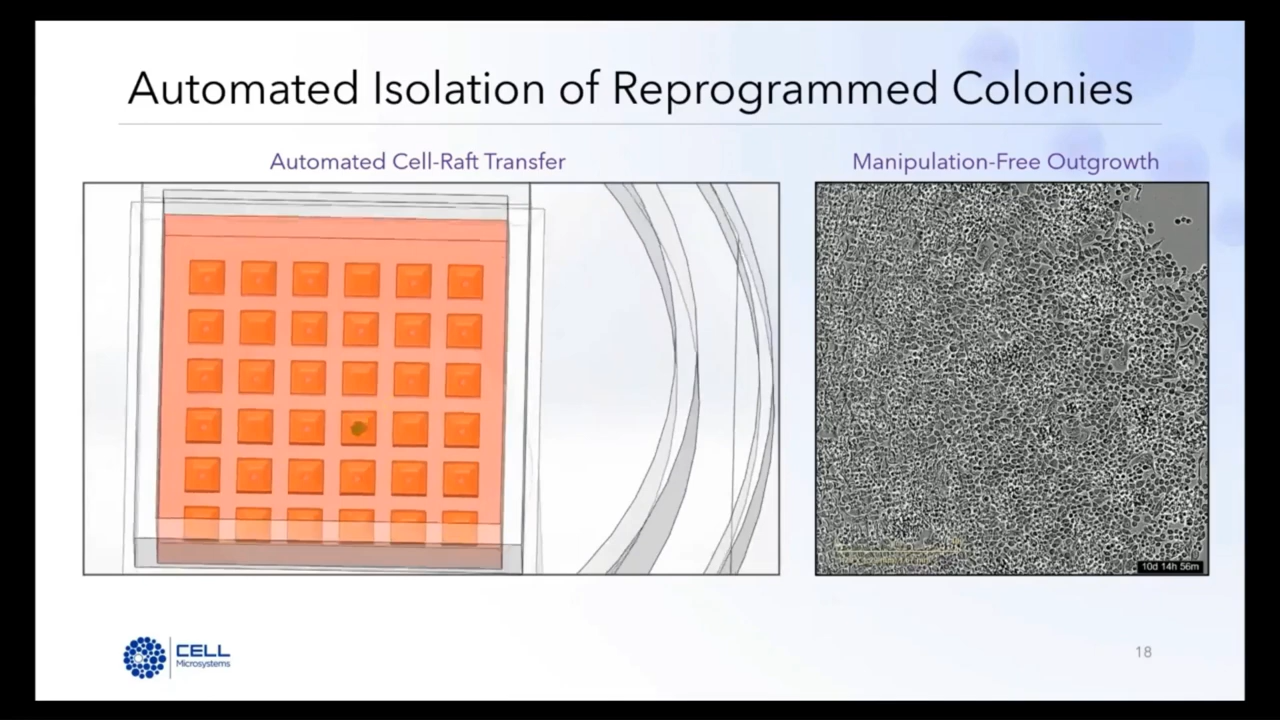 Automated Isolation of Reprogrammed Colonies
Automated Cell-Raft Transfer
Manipulation-Free Outgrowth
10d 14h 56m
CELL
Microsystems
18